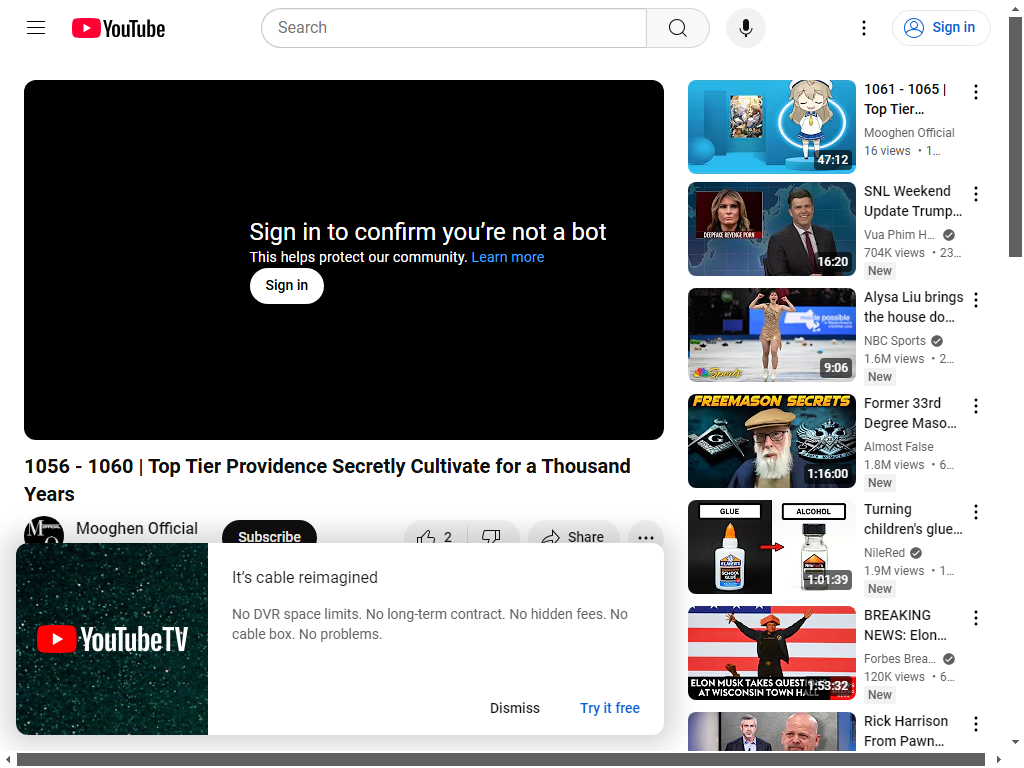 YouTube
Search
Sign in
Sign in to confirm you’re not a bot
This helps protect our community. Learn more
Sign in
1056 - 1060 | Top Tier Providence Secretly Cultivate for a Thousand
Years
Mooghen Official
Subscribe
2
Share
YouTubeTV
It’s cable reimagined
No DVR space limits. No long-term contract. No hidden fees. No
cable box. No problems.
Dismiss
Try it free
47:12
1061 - 1065 |
Top Tier…
Mooghen Official
16 views • 1…
DEEPFAKE REVENGE PORN
16:20
SNL Weekend
Update Trump…
Vua Phim H…
704K views • 23…
New
made possible
NBC Sports
9:06
Alysa Liu brings
the house do…
NBC Sports
1.6M views • 2…
New
FREEMASON SECRETS
1:16:00
Former 33rd
Degree Maso…
Almost False
1.8M views • 6…
New
GLUE
ALCOHOL
ELMER'S
SCHOOL
GLUE
1:01:39
Turning
children's glue…
NileRed
1.9M views • 1…
New
ELON MUSK TAKES QUESTIONS
AT WISCONSIN TOWN HALL
1:53:32
BREAKING
NEWS: Elon…
Forbes Brea…
120K views • 6…
New
Rick Harrison
From Pawn…